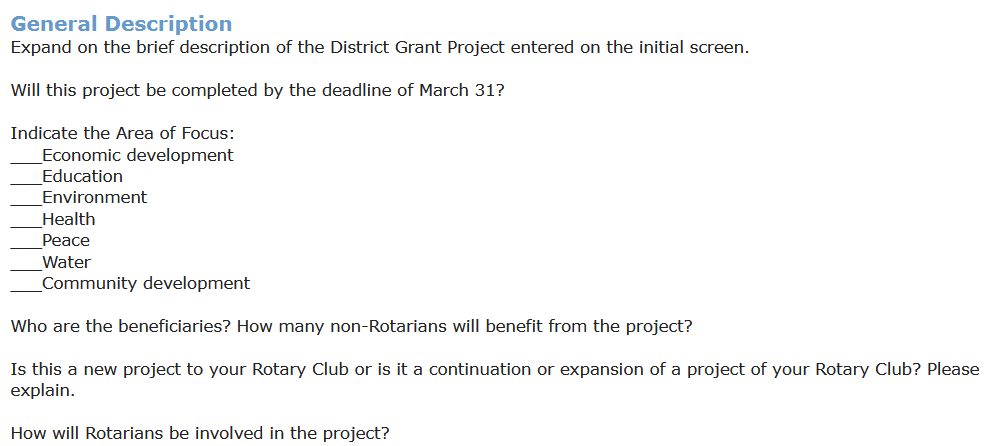 General Description
Expand on the brief description of the District Grant Project entered on the initial screen.
Will this project be completed by the deadline of March 31?
Indicate the Area of Focus:
___Economic development
___Education
___Environment
___Health
___Peace
___Water
___Community development
Who are the beneficiaries? How many non-Rotarians will benefit from the project?
Is this a new project to your Rotary Club or is it a continuation or expansion of a project of your Rotary Club? Please
explain.
How will Rotarians be involved in the project?